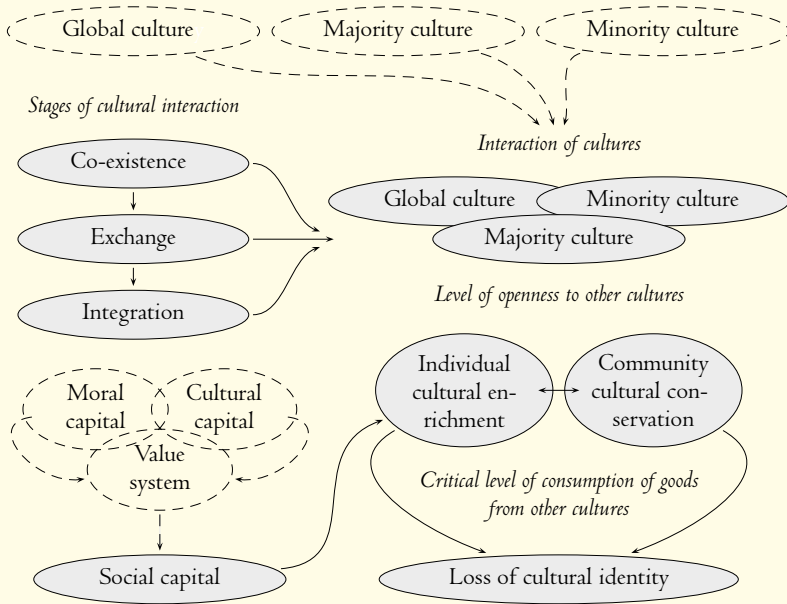 Global culture
Majority culture
Minority culture
Stages of cultural interaction
Interaction of cultures
Co-existence
Exchange
Integration
Global culture
Minority culture
Majority culture
Level of openness to other cultures
Individual
cultural en-
richment
Community
cultural con-
servation
Moral
capital
Cultural
capital
Value
system
Critical level of consumption of goods
from other cultures
Social capital
Loss of cultural identity